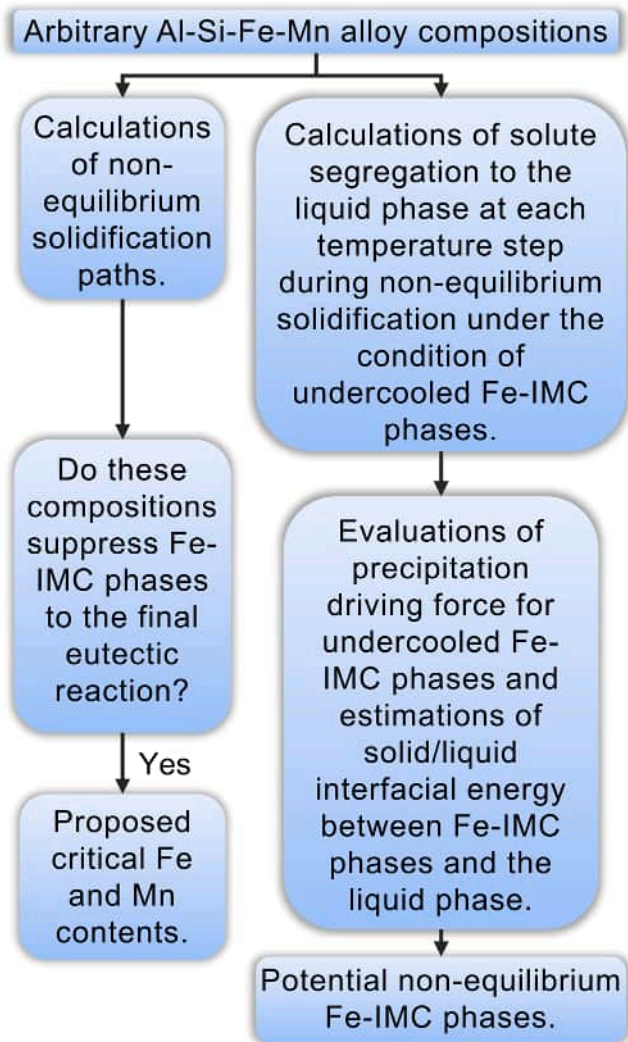 Arbitrary Al-Si-Fe-Mn alloy compositions
Calculations
of non-
equilibrium
solidification
paths.
Do these
compositions
suppress Fe-
IMC phases
to the final
eutectic
reaction?
Yes
Proposed
critical Fe
and Mn
contents.
Calculations of solute
segregation to the
liquid phase at each
temperature step
during non-equilibrium
solidification under the
condition of
undercooled Fe-IMC
phases.
Evaluations of
precipitation
driving force for
undercooled Fe-
IMC phases and
estimations of
solid/liquid
interfacial energy
between Fe-IMC
phases and the
liquid phase.
Potential non-equilibrium
Fe-IMC phases.